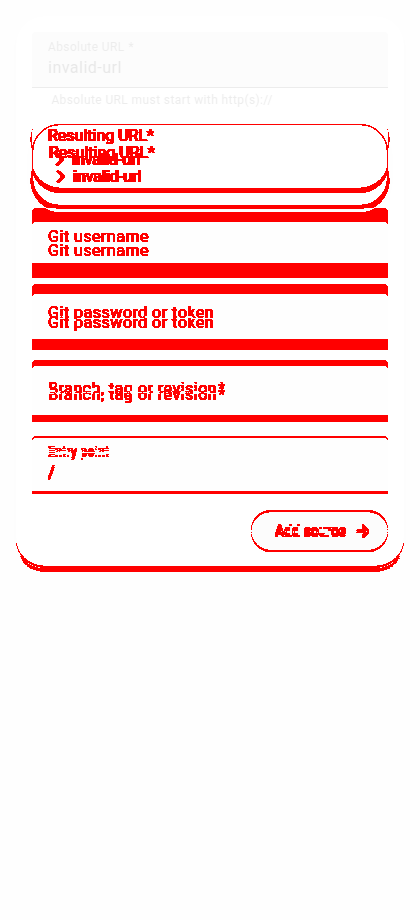 Absolute URL *
invalid-url
Absolute URL must start with http(s)://
Resulting URL*
Resulting URL*
invalid-url
invalid-url
Git username
Git username
Git password or token
Git password or token
Branch, tag or revision*
Branch, tag or revision*
Entry point
/
Add source